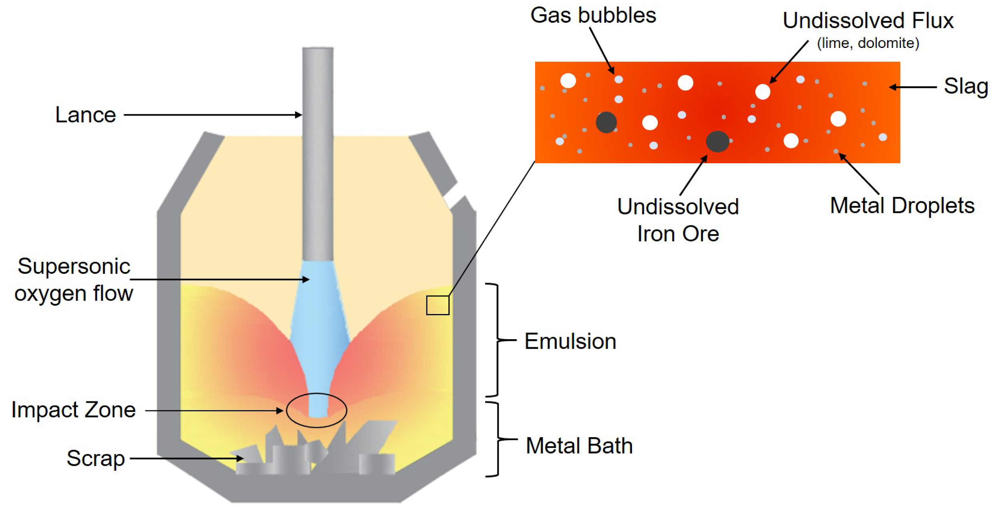 Gas bubbles
Undissolved Flux
(lime, dolomite)
Slag
Lance
Undissolved
Iron Ore
Metal Droplets
Supersonic
oxygen flow
Emulsion
Impact Zone
Metal Bath
Scrap